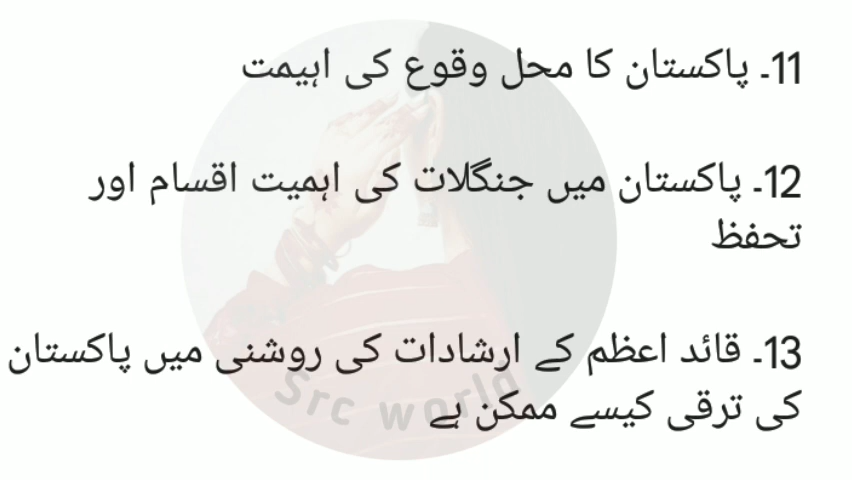 11۔ پاکستان کا محل وقوع کی اہیمت
12۔ پاکستان میں جنگلات کی اہمیت اقسام اور
تحفظ
13۔ قائد اعظم کے ارشادات کی روشنی میں پاکستان
کی ترقی کیسے ممکن ہے
Src world